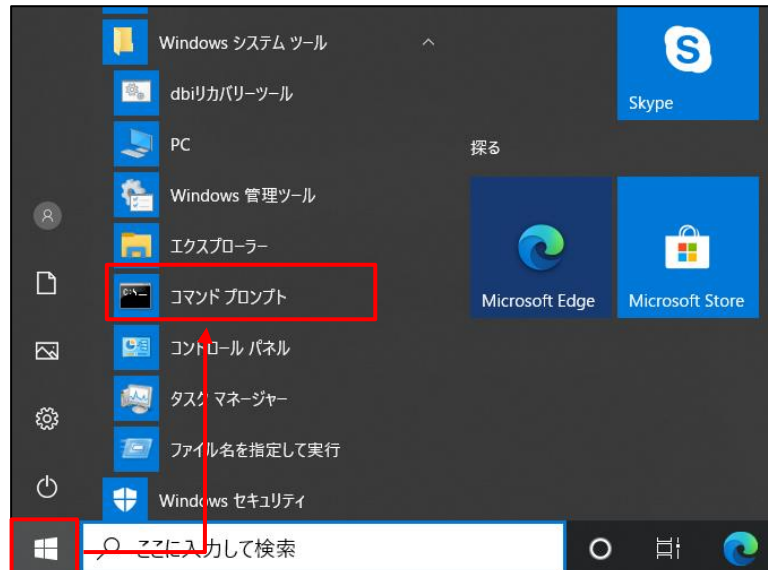 Windows システム ツール
dbiリカバリーツール
PC
Windows 管理ツール
エクスプローラー
コマンド プロンプト
コントロール パネル
タスク マネージャー
ファイル名を指定して実行
Windows セキュリティ
ここに入力して検索
Skype
探る
Microsoft Edge
Microsoft Store